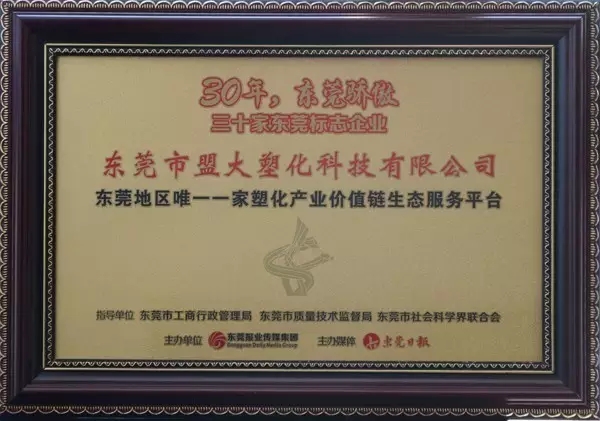 30年，东莞骄傲
三十家东莞标志企业
东莞市盟大塑化科技有限公司
东莞地区唯一一家塑化产业价值链生态服务平台
指导单位 东莞市工商行政管理局 东莞市质量技术监督局 东莞市社会科学界联合会
主办单位 东莞报业传媒集团 主办媒体 东莞日报
Dongguan Daily Media Group